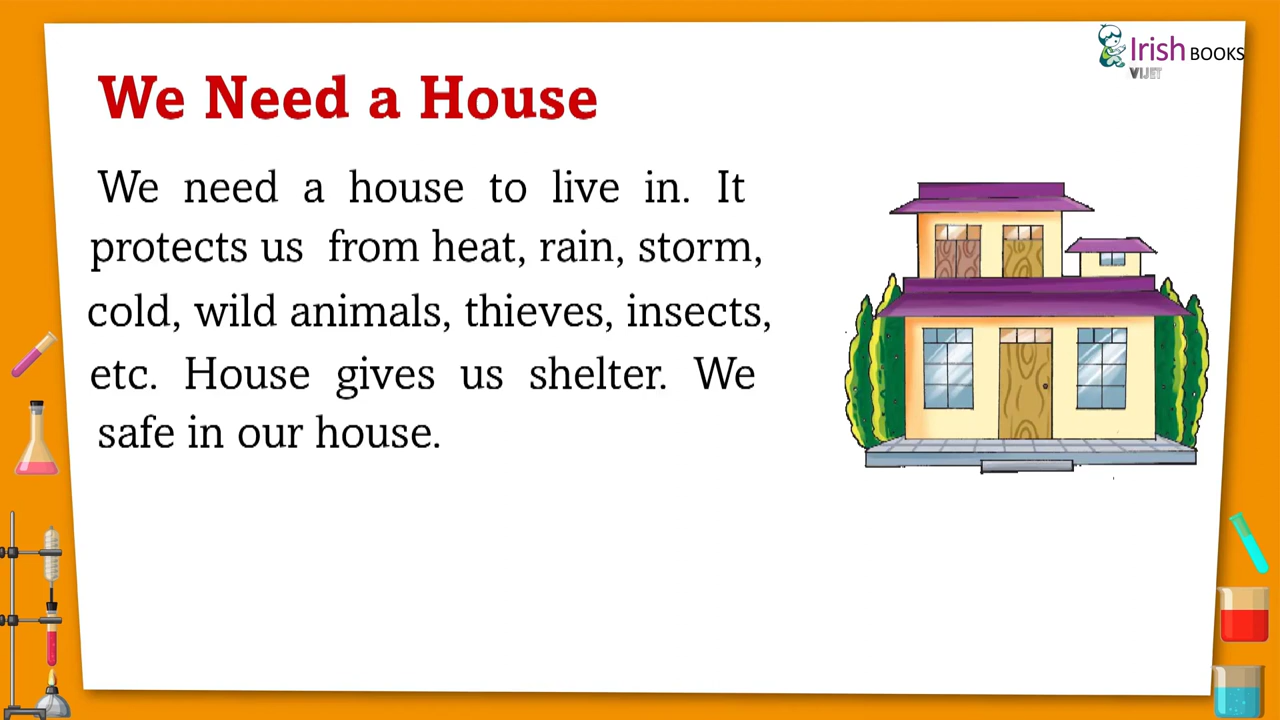 Irish BOOKS
VIJET
We Need a House
We need a house to live in. It
protects us from heat, rain, storm,
cold, wild animals, thieves, insects,
etc. House gives us shelter. We
safe in our house.